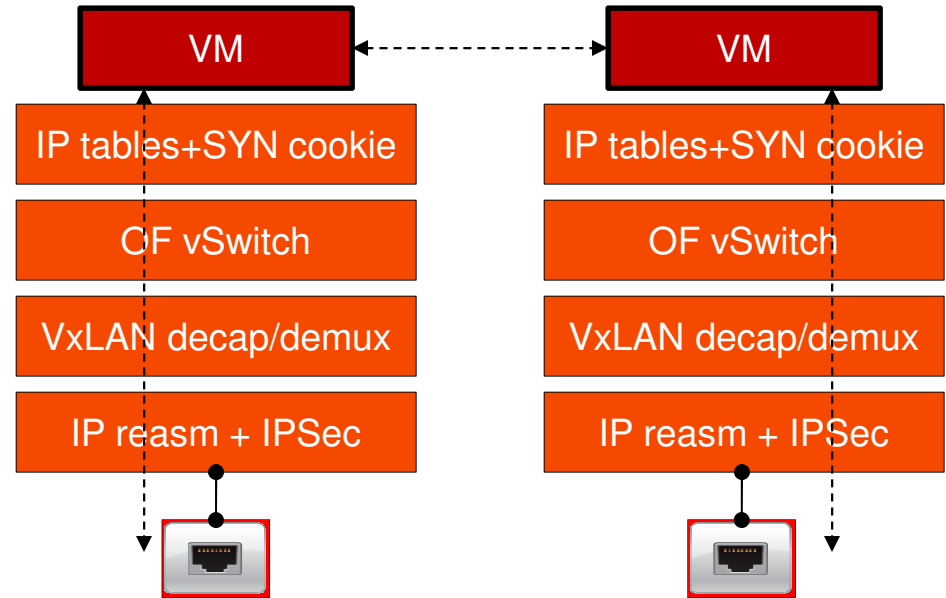 VM
VM
IP tables+SYN cookie
IP tables+SYN cookie
OF vSwitch
OF vSwitch
VxLAN decap/demux
VxLAN decap/demux
IP reasm + IPSec
IP reasm + IPSec